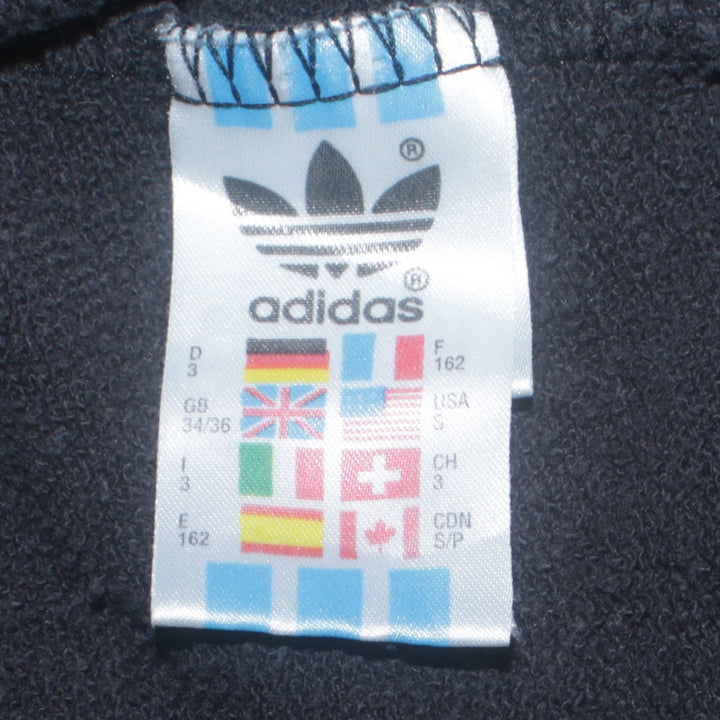 ®
®
adidas
D
3
F
162
GB
34/36
USA
S
I
3
CH
3
E
162
CDN
S/P